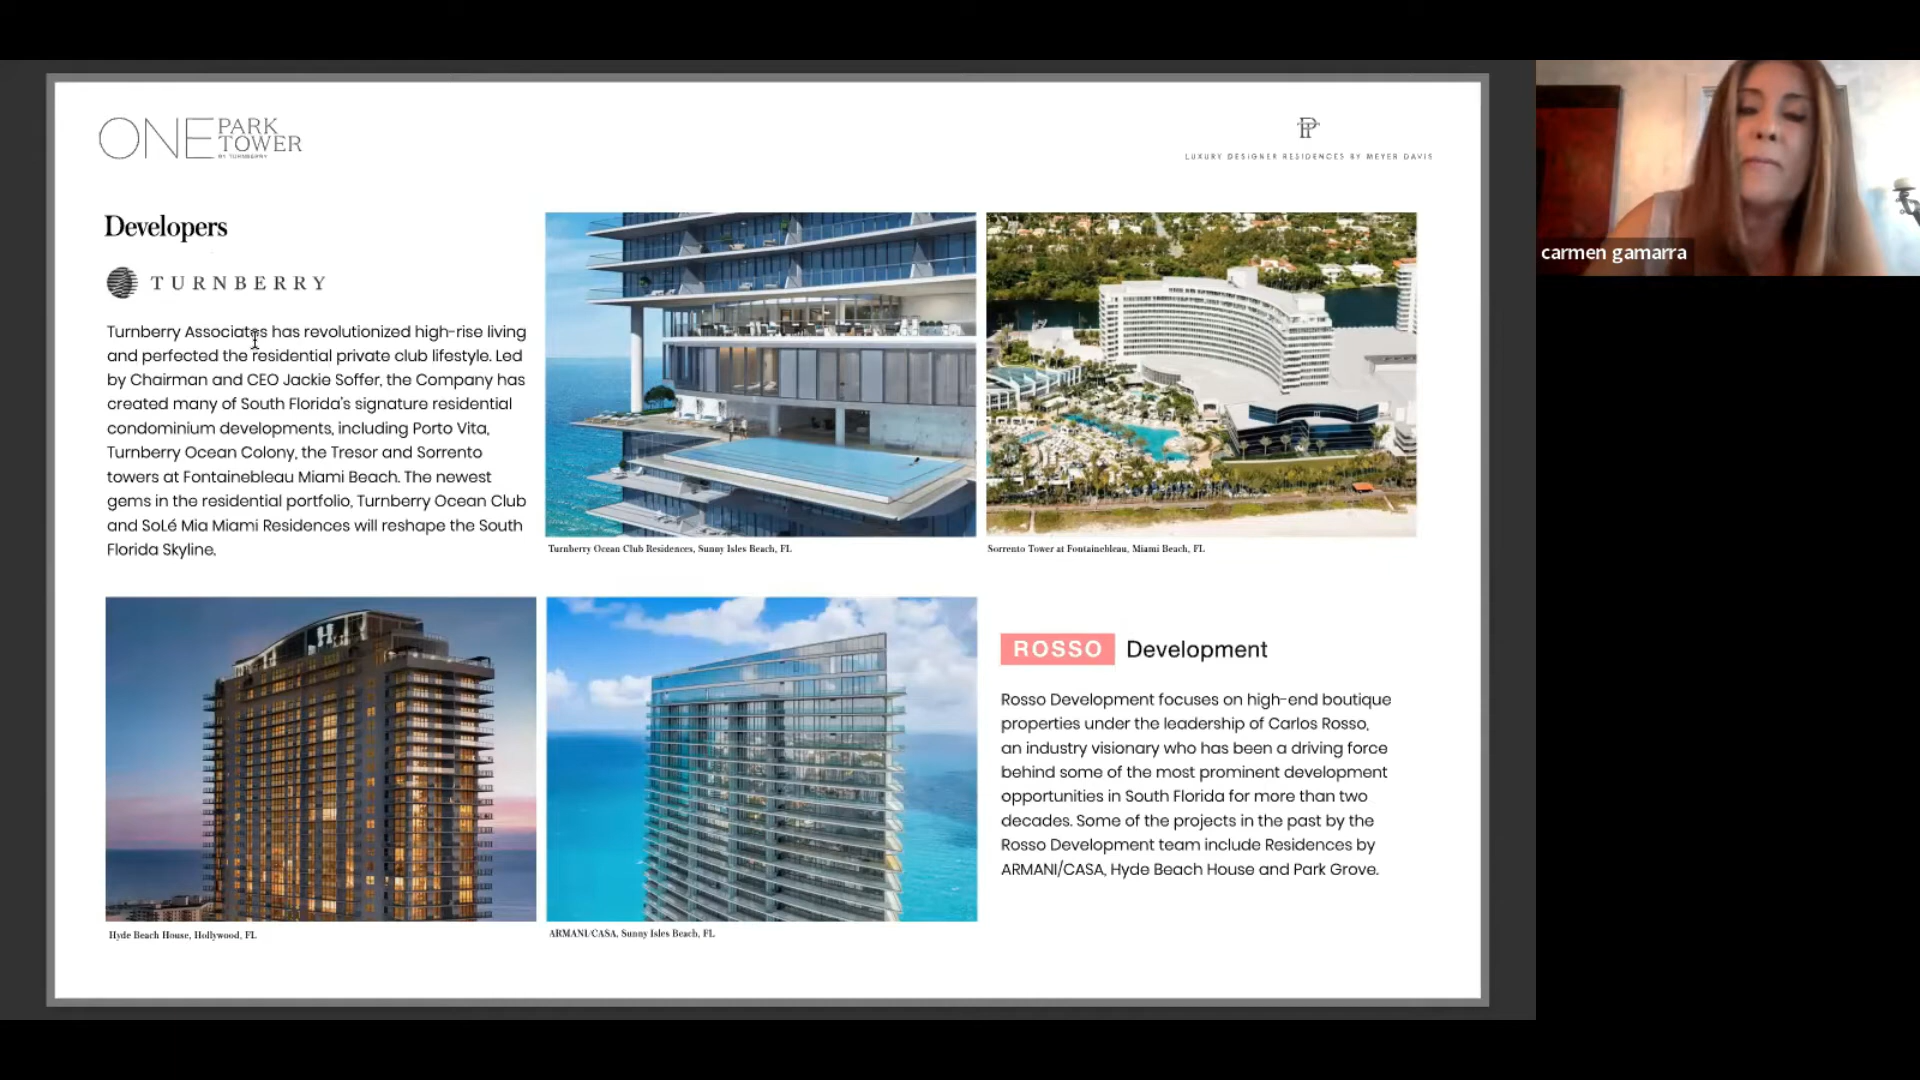 ONE PARK
TOWER
BY TURNBERRY
TP
LUXURY DESIGNER RESIDENCES BY MEYER DAVIS
carmen gamarra
Developers
TURNBERRY
Turnberry Associates has revolutionized high-rise living
and perfected the residential private club lifestyle. Led
by Chairman and CEO Jackie Soffer, the Company has
created many of South Florida's signature residential
condominium developments, including Porto Vita,
Turnberry Ocean Colony, the Tresor and Sorrento
towers at Fontainebleau Miami Beach. The newest
gems in the residential portfolio, Turnberry Ocean Club
and SoLé Mia Miami Residences will reshape the South
Florida Skyline.
Turnberry Ocean Club Residences, Sunny Isles Beach, FL
Sorrento Tower at Fontainebleau, Miami Beach, FL
H
Hyde Beach House, Hollywood, FL
ARMANI/CASA, Sunny Isles Beach, FL
ROSSO Development
Rosso Development focuses on high-end boutique
properties under the leadership of Carlos Rosso,
an industry visionary who has been a driving force
behind some of the most prominent development
opportunities in South Florida for more than two
decades. Some of the projects in the past by the
Rosso Development team include Residences by
ARMANI/CASA, Hyde Beach House and Park Grove.